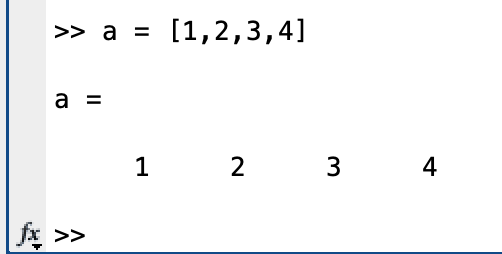 >> a = [1,2,3,4]
a =
1 2 3 4
fx >>